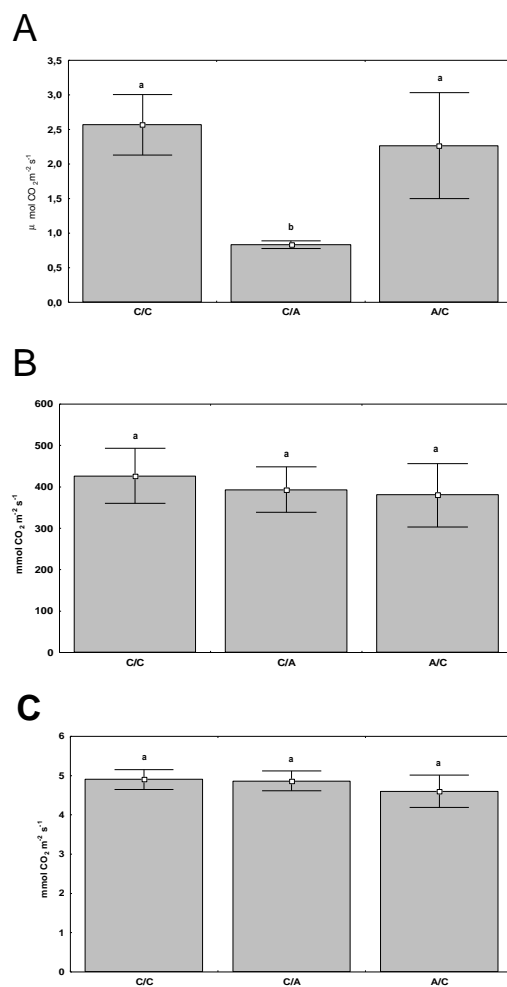 A
3,5
3,0
2,5
2,0
1,5
1,0
0,5
0,0
μ mol CO₂m⁻² s⁻¹
a
b
a
C/C
C/A
A/C
B
600
500
400
300
200
100
0
mmol CO₂ m⁻² s⁻¹
a
a
a
C/C
C/A
A/C
C
6
5
4
3
2
1
0
mmol CO₂ m⁻² s⁻¹
a
a
a
C/C
C/A
A/C